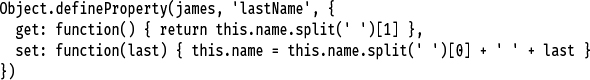 Object.defineProperty(james, 'lastName', {
  get: function() { return this.name.split(' ')[1] },
  set: function(last) { this.name = this.name.split(' ')[0] + ' ' + last }
})